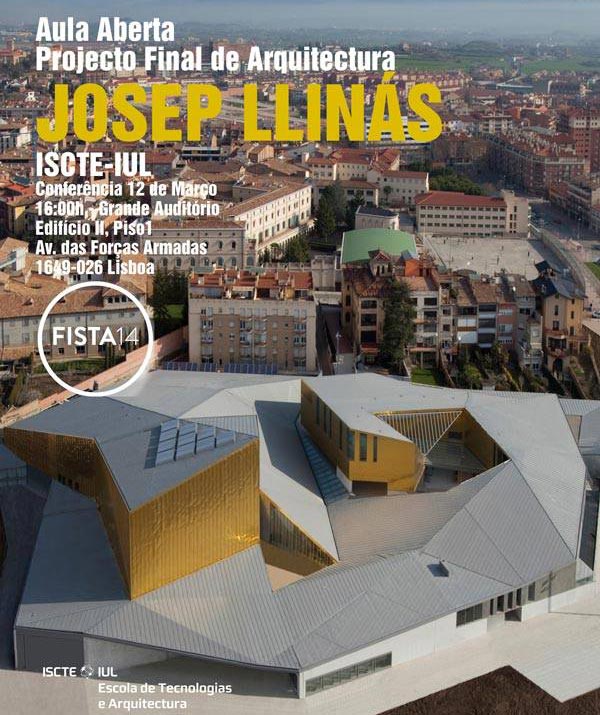 Aula Aberta
Projecto Final de Arquitectura
JOSEP LLINÁS
ISCTE-IUL
Conferência 12 de Março
16:00h, Grande Auditório
Edifício II, Piso1
Av. das Forças Armadas
1649-026 Lisboa
FISTA14
ISCTE IUL
Escola de Tecnologias
e Arquitectura